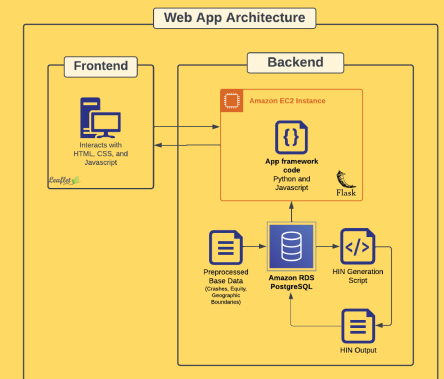 Web App Architecture
Frontend
Interacts with
HTML, CSS, and
Javascript
Leaflet
Backend
Amazon EC2 Instance
{}
App framework
code
Python and
Javascript
Flask
Preprocessed
Base Data
(Crashes, Equity,
Geographic
Boundaries)
Amazon RDS
PostgreSQL
</>
HIN Generation
Script
HIN Output